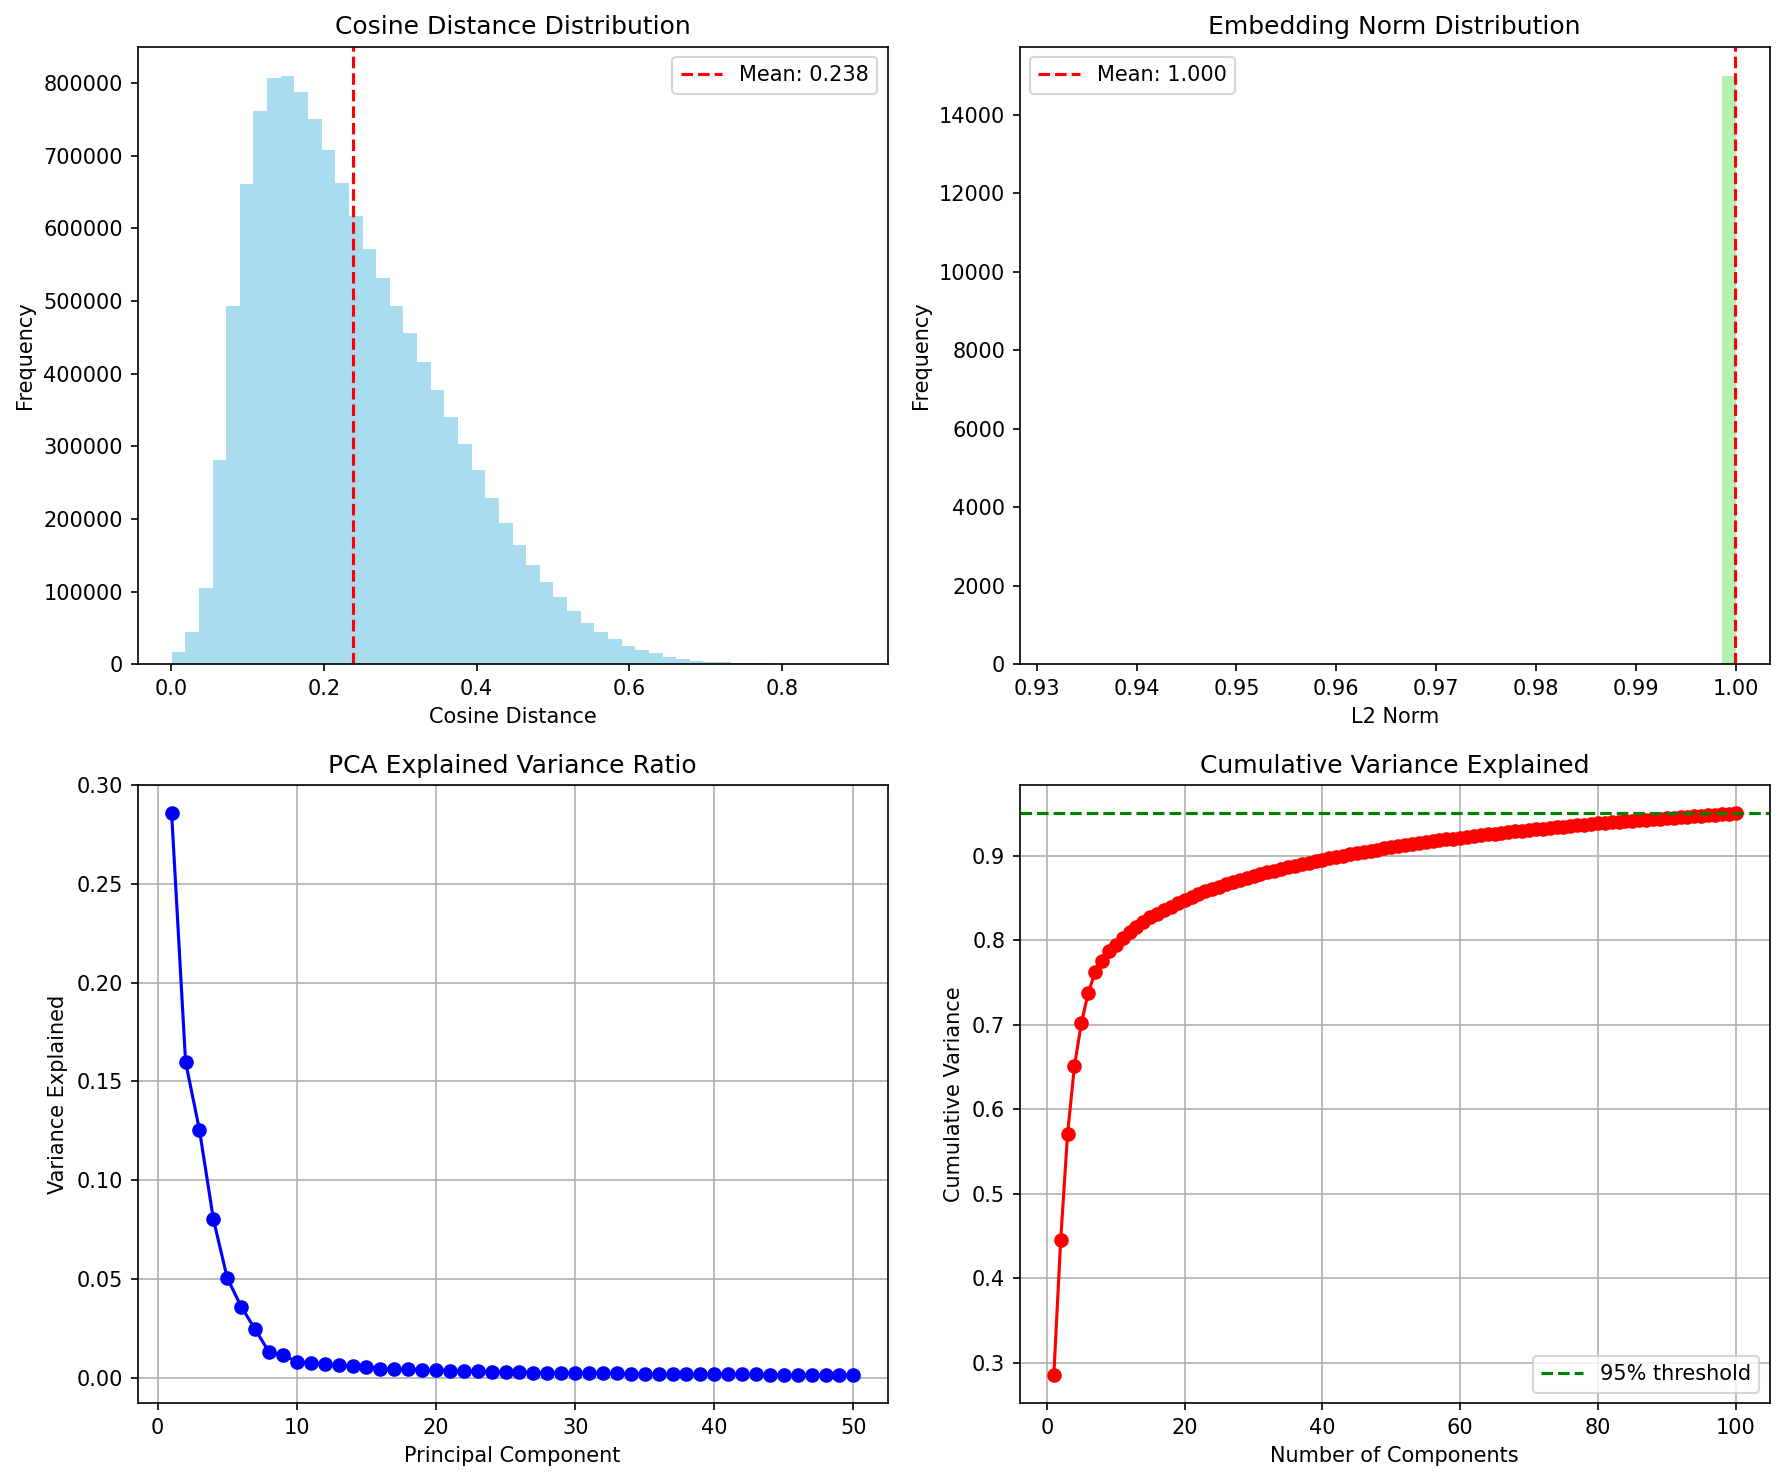 Cosine Distance Distribution
Mean: 0.238
800000
700000
600000
500000
400000
300000
200000
100000
0
Frequency
0.0 0.2 0.4 0.6 0.8
Cosine Distance
Embedding Norm Distribution
Mean: 1.000
14000
12000
10000
8000
6000
4000
2000
0
Frequency
0.93 0.94 0.95 0.96 0.97 0.98 0.99 1.00
L2 Norm
PCA Explained Variance Ratio
0.30
0.25
0.20
0.15
0.10
0.05
0.00
Variance Explained
0 10 20 30 40 50
Principal Component
Cumulative Variance Explained
0.9
0.8
0.7
0.6
0.5
0.4
0.3
Cumulative Variance
95% threshold
0 20 40 60 80 100
Number of Components